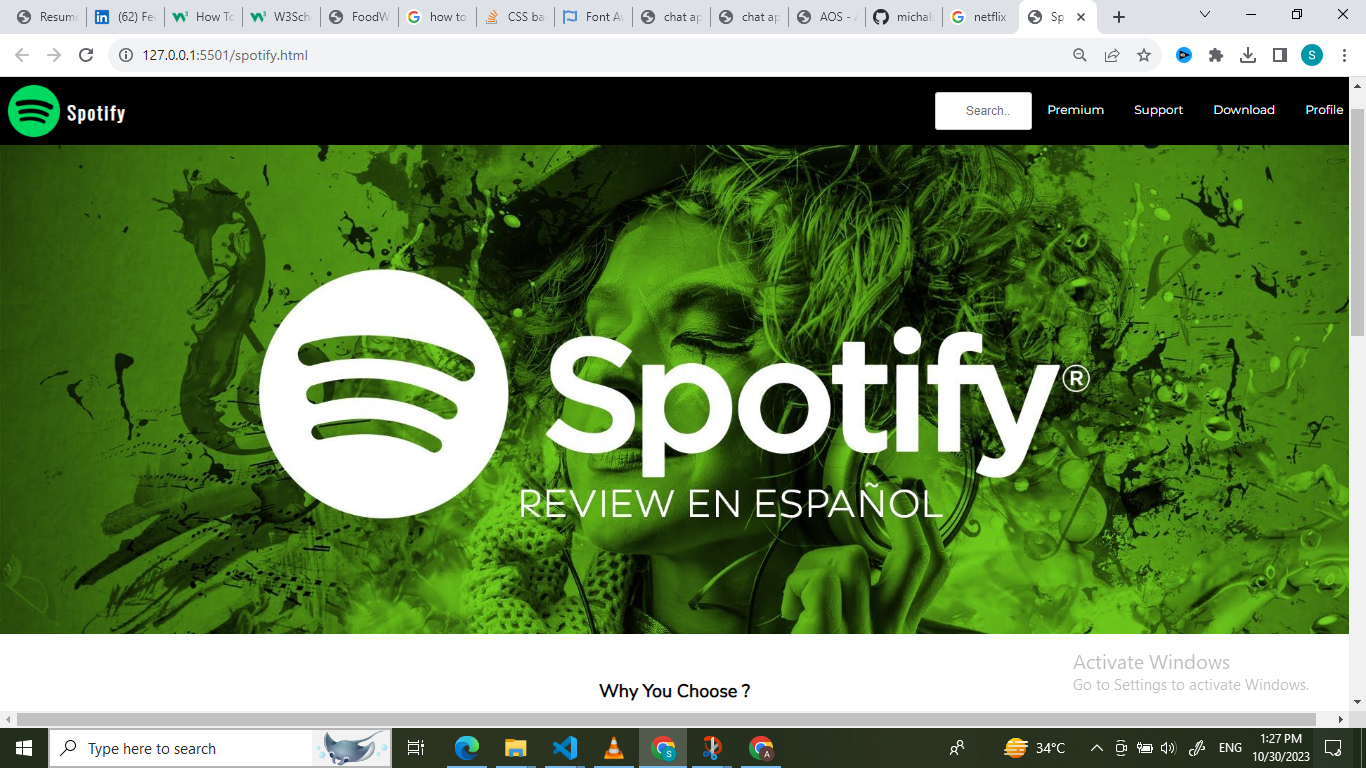 Resume
(62) Fee
How To
W3Sch
FoodW
how to
CSS ba
Font Aw
chat ap
chat ap
AOS - A
michal
netflix
Sp
127.0.0.1:5501/spotify.html
S
Spotify
Search..
Premium
Support
Download
Profile
Spotify®
REVIEW EN ESPAÑOL
Why You Choose ?
Activate Windows
Go to Settings to activate Windows.
Type here to search
34°C
ENG
1:27 PM
10/30/2023